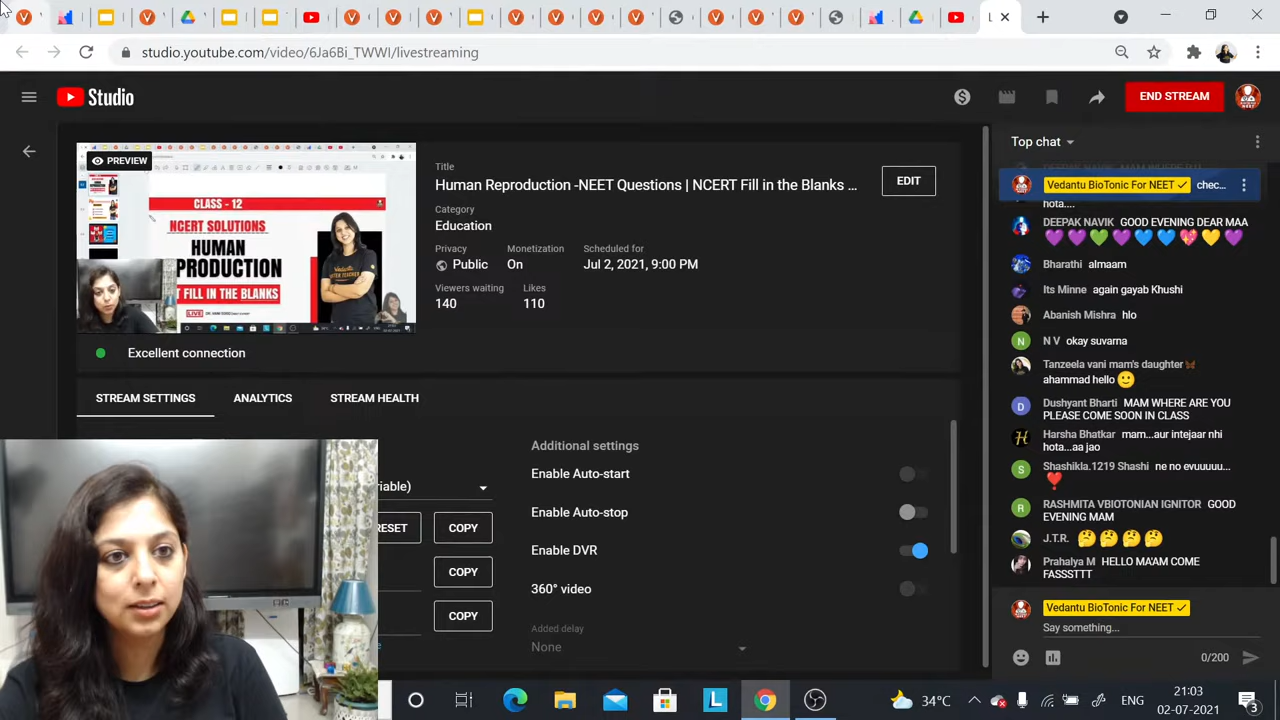 L
studio.youtube.com/video/6Ja6Bi_TWWI/livestreaming
Studio
END STREAM
PREVIEW
CLASS - 12
NCERT SOLUTIONS
HUMAN
PRODUCTION
T FILL IN THE BLANKS
LIVE
Title
Human Reproduction -NEET Questions | NCERT Fill in the Blanks ...
EDIT
Category
Education
Privacy
Monetization
Scheduled for
Public
On
Jul 2, 2021, 9:00 PM
Viewers waiting
Likes
140
110
Excellent connection
STREAM SETTINGS
ANALYTICS
STREAM HEALTH
Additional settings
Enable Auto-start
riable)
Enable Auto-stop
RESET
COPY
Enable DVR
COPY
360° video
COPY
Added delay
None
Top chat
Vedantu BioTonic For NEET chec...
hota....
DEEPAK NAVIK GOOD EVENING DEAR MAA
Bharathi almaam
Its Minne again gayab Khushi
Abanish Mishra hlo
N V okay suvarna
Tanzeela vani mam's daughter
ahammad hello
Dushyant Bharti MAM WHERE ARE YOU
PLEASE COME SOON IN CLASS
Harsha Bhatkar mam...aur intejaar nhi
hota...aa jao
Shashikla.1219 Shashi ne no evuuuuu...
RASHMITA VBIOTONIAN IGNITOR GOOD
EVENING MAM
J.T.R.
Prahalya M HELLO MA'AM COME
FASSSTTT
Vedantu BioTonic For NEET
Say something...
0/200
34°C
ENG
21:03
02-07-2021
3